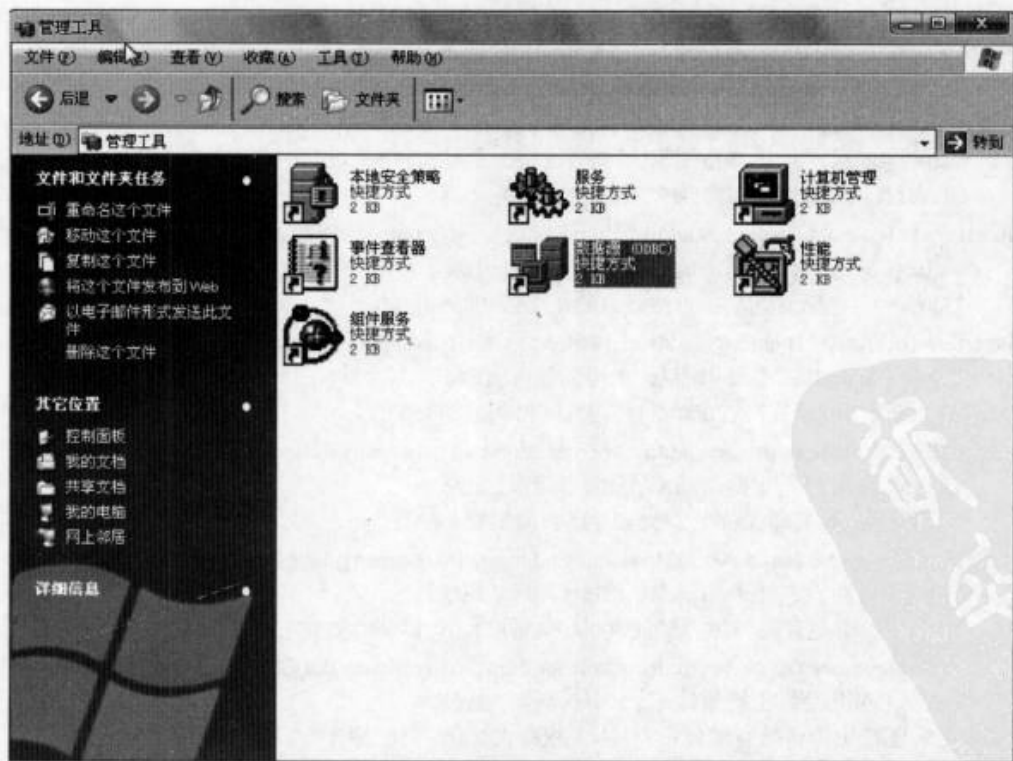 管理工具
文件(F) 编辑(E) 查看(V) 收藏(A) 工具(T) 帮助(H)
后退 搜索 文件夹
地址(D) 管理工具 转到
文件和文件夹任务
重命名这个文件
移动这个文件
复制这个文件
将这个文件发布到 Web
以电子邮件形式发送此文
件
删除这个文件
其它位置
控制面板
我的文档
共享文档
我的电脑
网上邻居
详细信息
本地安全策略
快捷方式
2 KB
服务
快捷方式
2 KB
计算机管理
快捷方式
2 KB
事件查看器
快捷方式
2 KB
数据源 (ODBC)
快捷方式
2 KB
性能
快捷方式
2 KB
组件服务
快捷方式
2 KB